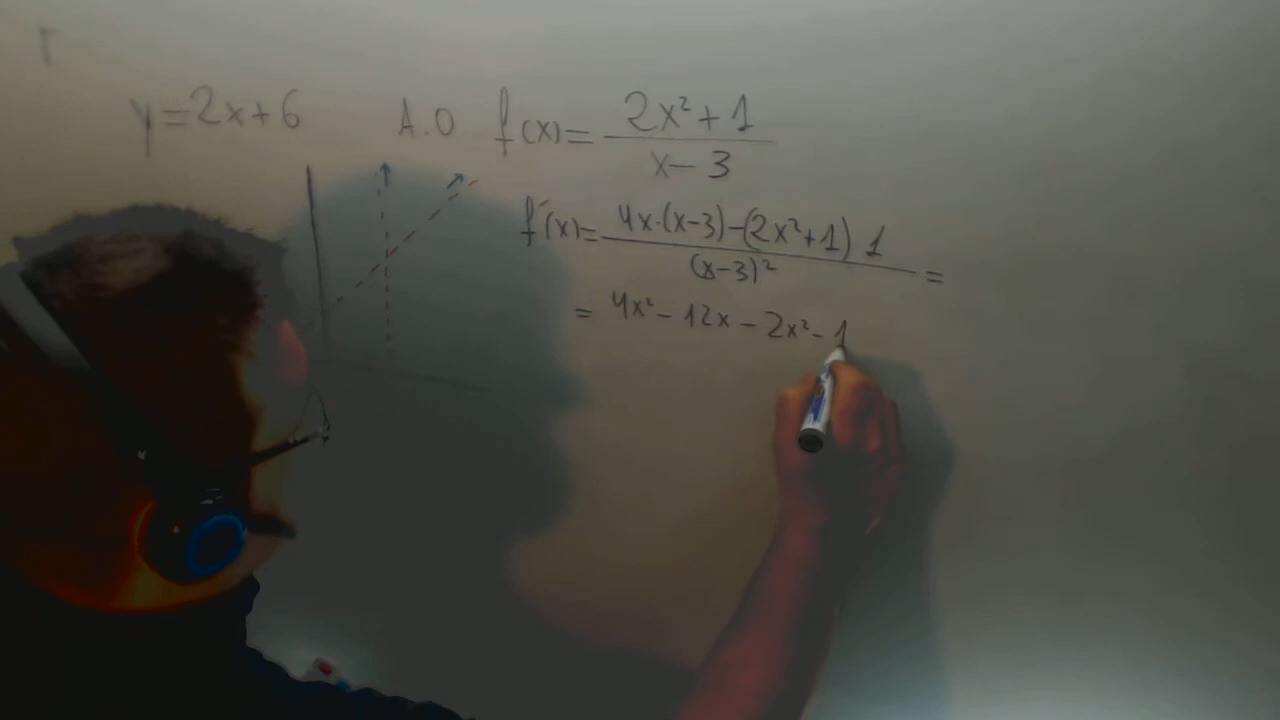 y=2x+6 A.O f(x)= 2x²+1
x-3
f'(x)= 4x·(x-3)-(2x²+1) 1
(x-3)² =
= 4x²-12x-2x²-1